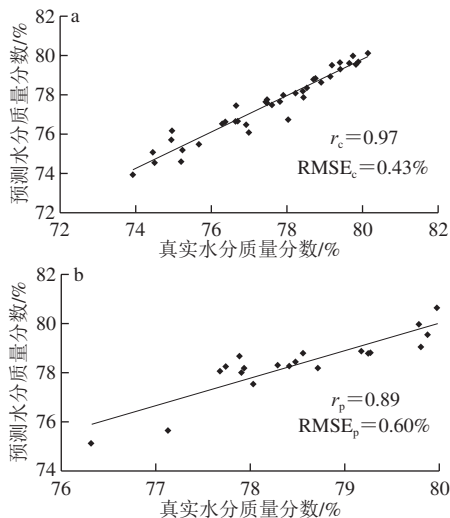 a
预测水分质量分数/%
82
80
78
76
74
72
r_c=0.97
RMSE_c=0.43%
72 74 76 78 80 82
真实水分质量分数/%
b
预测水分质量分数/%
82
80
78
76
74
r_p=0.89
RMSE_p=0.60%
76 77 78 79 80
真实水分质量分数/%